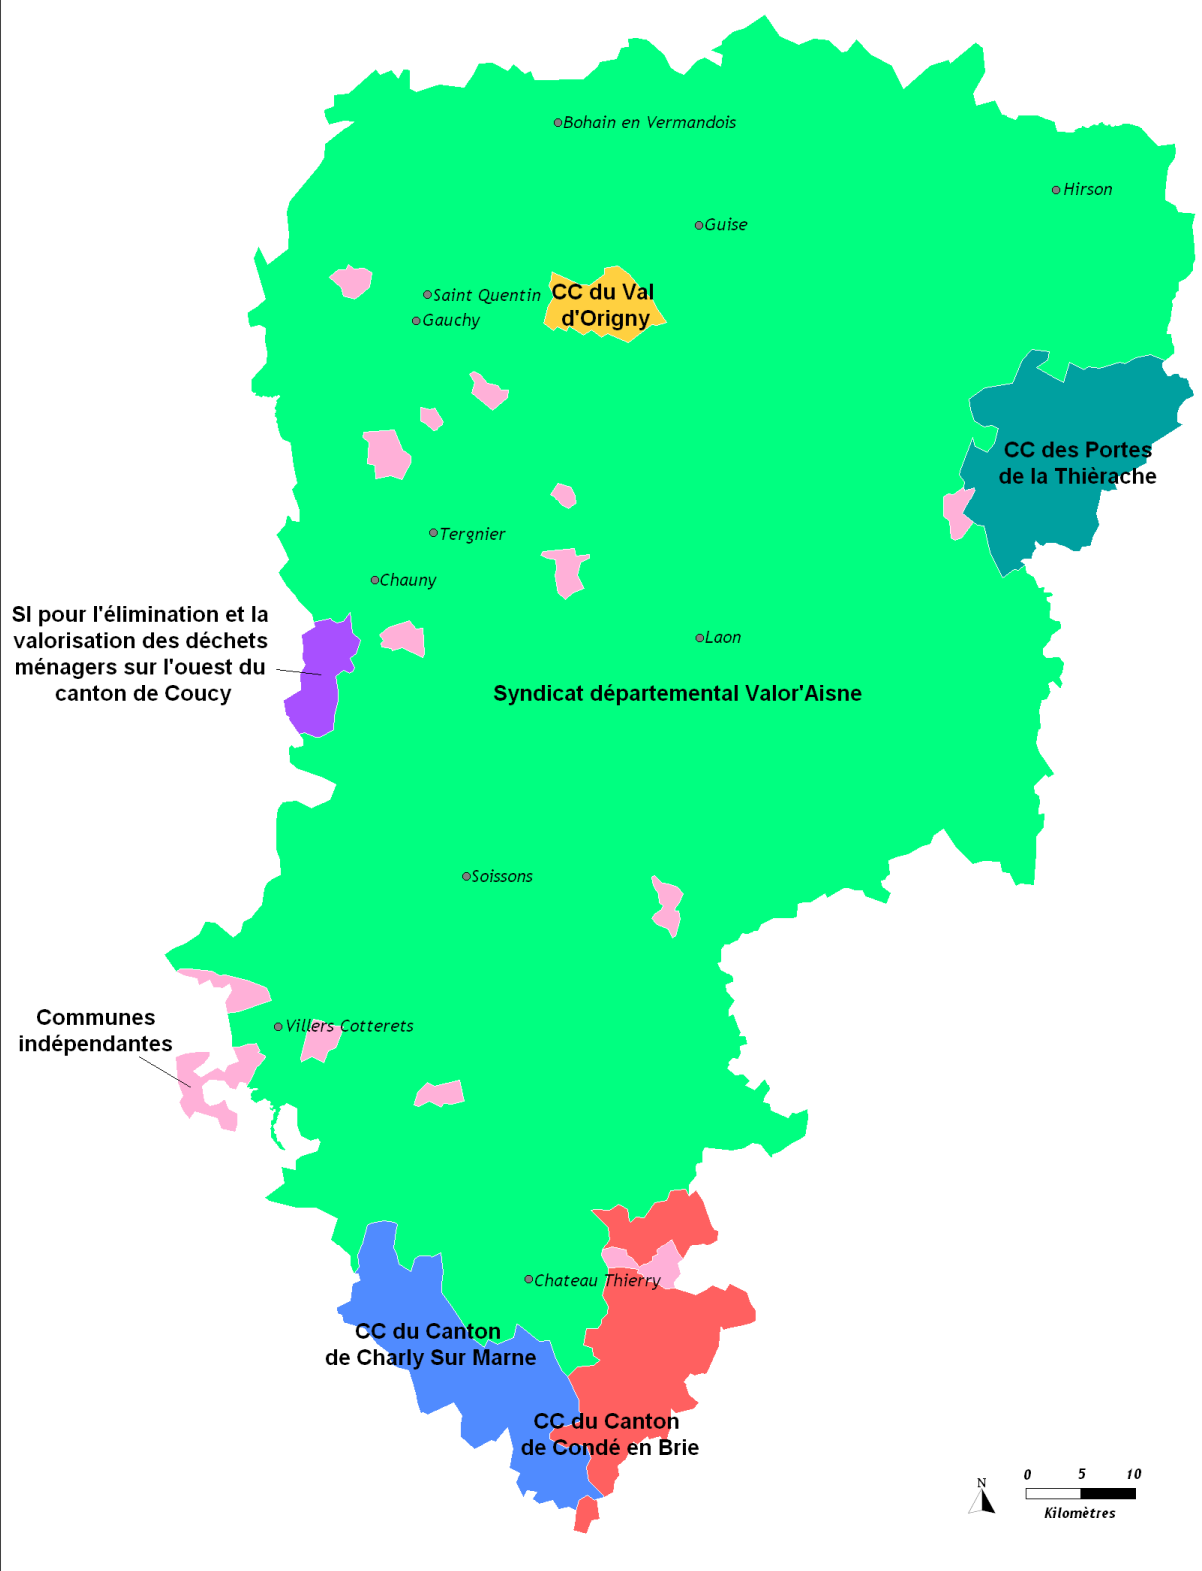 Bohain en Vermandois
Hirson
Guise
Saint Quentin
Gauchy
CC du Val
d'Origny
CC des Portes
de la Thièrache
Tergnier
Chauny
SI pour l'élimination et la
valorisation des déchets
ménagers sur l'ouest du
canton de Coucy
Laon
Syndicat départemental Valor'Aisne
Soissons
Communes
indépendantes
Villers Cotterets
Chateau Thierry
CC du Canton
de Charly Sur Marne
CC du Canton
de Condé en Brie
N
0 5 10
Kilomètres